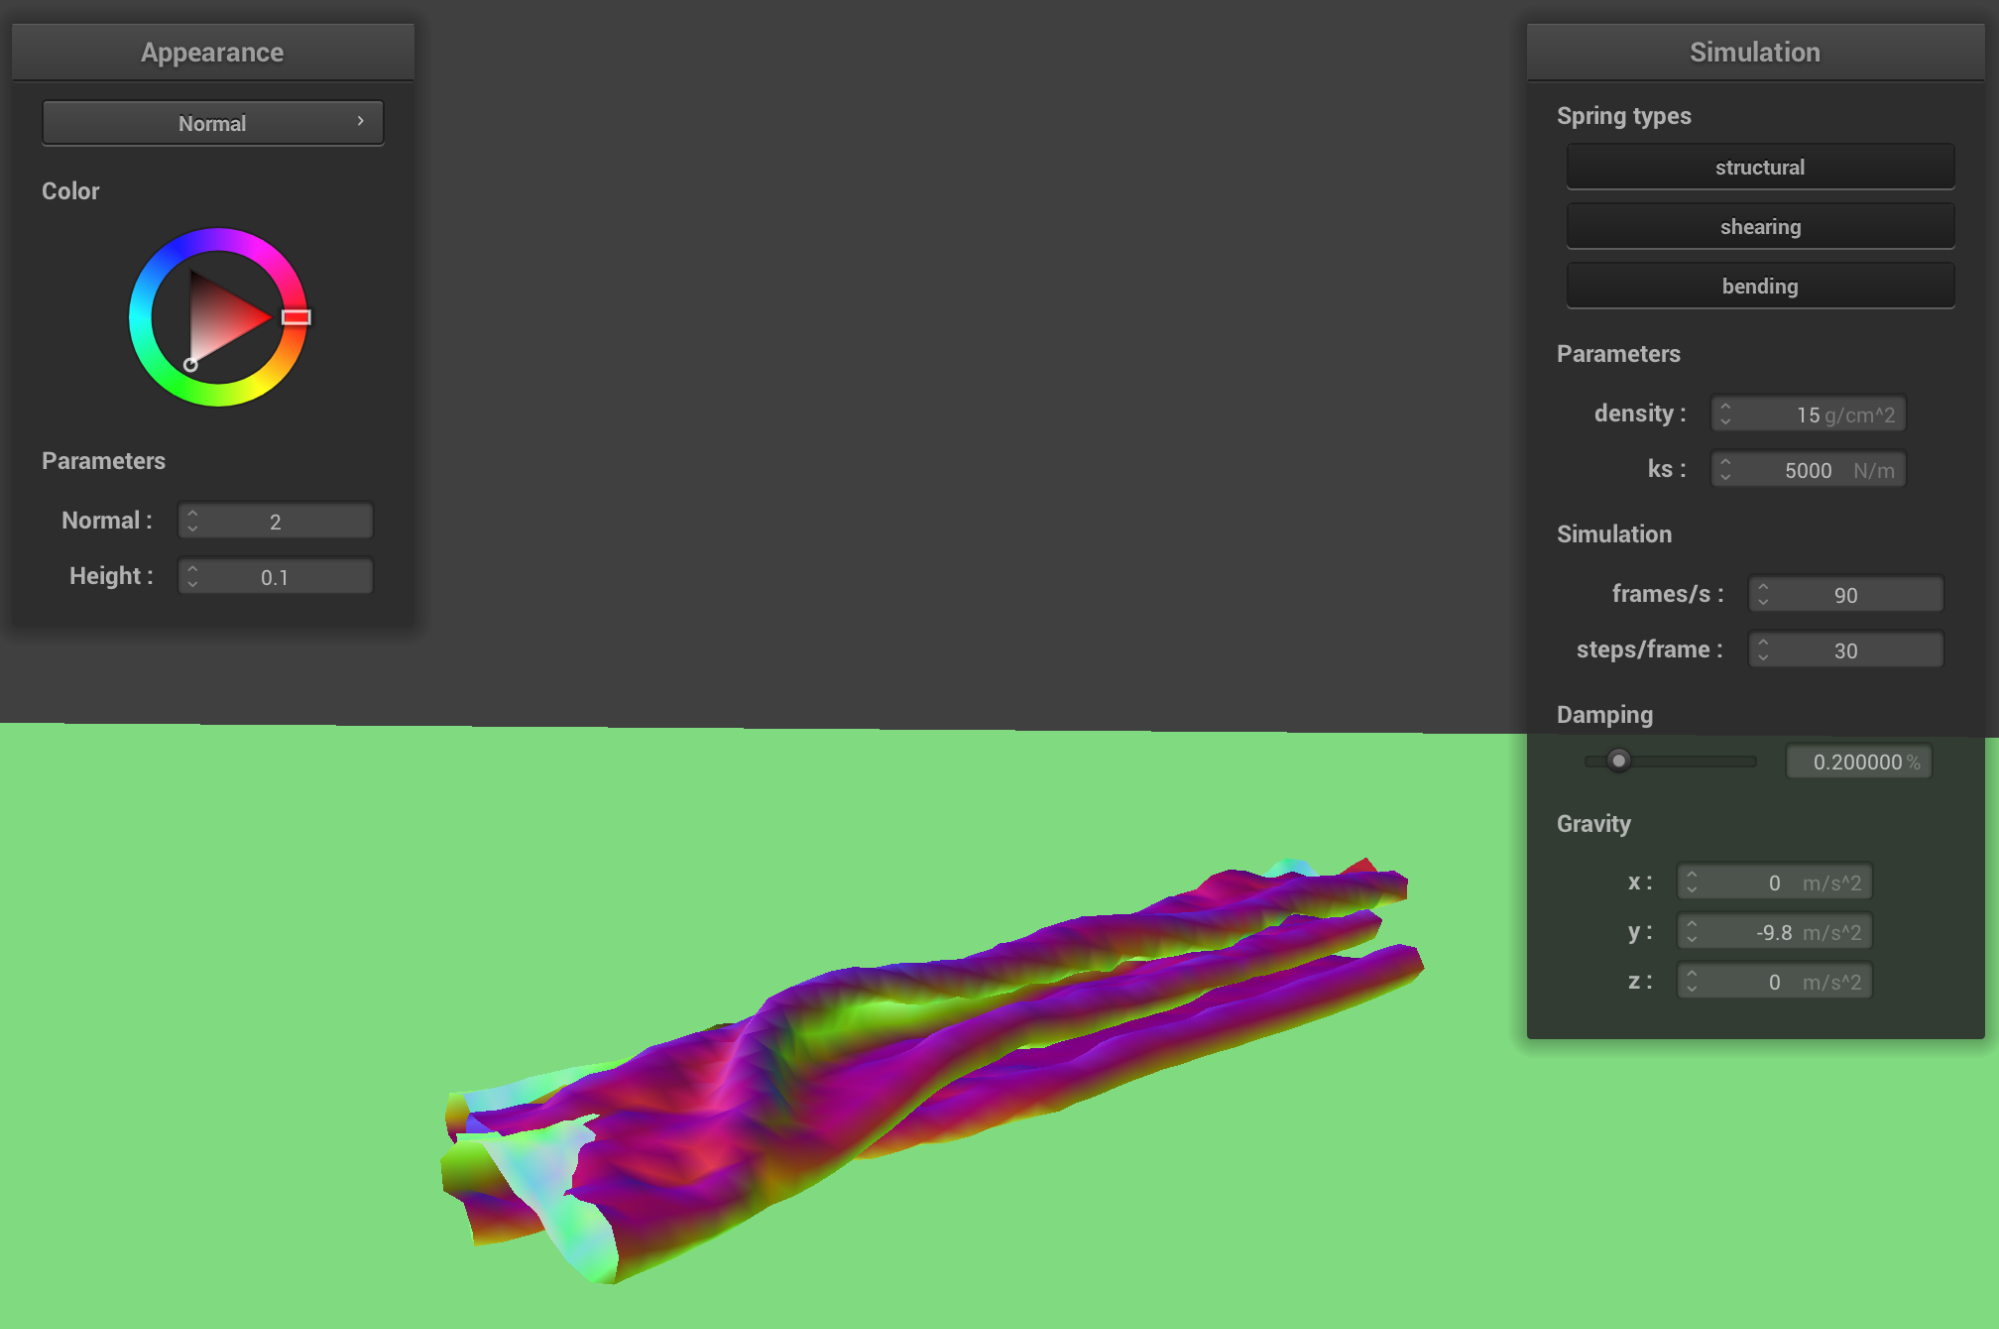 Appearance
Normal
Color
Parameters
Normal : 2
Height : 0.1
Simulation
Spring types
structural
shearing
bending
Parameters
density : 15 g/cm^2
ks : 5000 N/m
Simulation
frames/s : 90
steps/frame : 30
Damping
0.200000 %
Gravity
x : 0 m/s^2
y : -9.8 m/s^2
z : 0 m/s^2